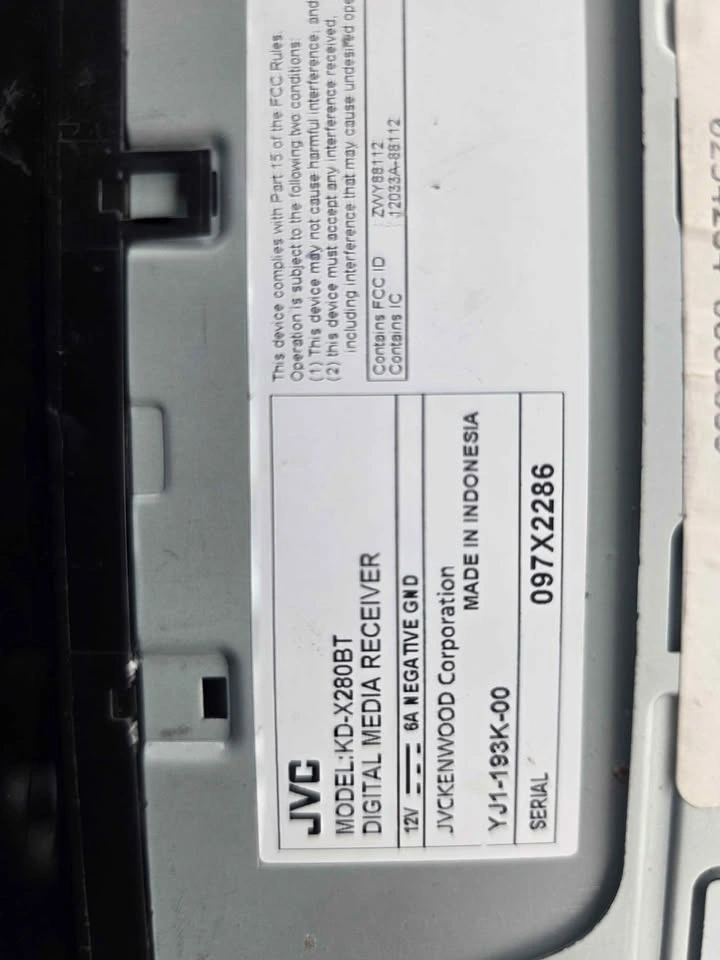 JVC
MODEL:KD-X280BT
DIGITAL MEDIA RECEIVER
12V 6A NEGATIVE GND
JVCKENWOOD Corporation
MADE IN INDONESIA
YJ1-193K-00
SERIAL 097X2286
This device complies with Part 15 of the FCC Rules.
Operation is subject to the following two conditions:
(1) This device may not cause harmful interference, and
(2) this device must accept any interference received,
including interference that may cause undesired
Contains FCC ID : ZWY88112
Contains IC : 12033A-88112